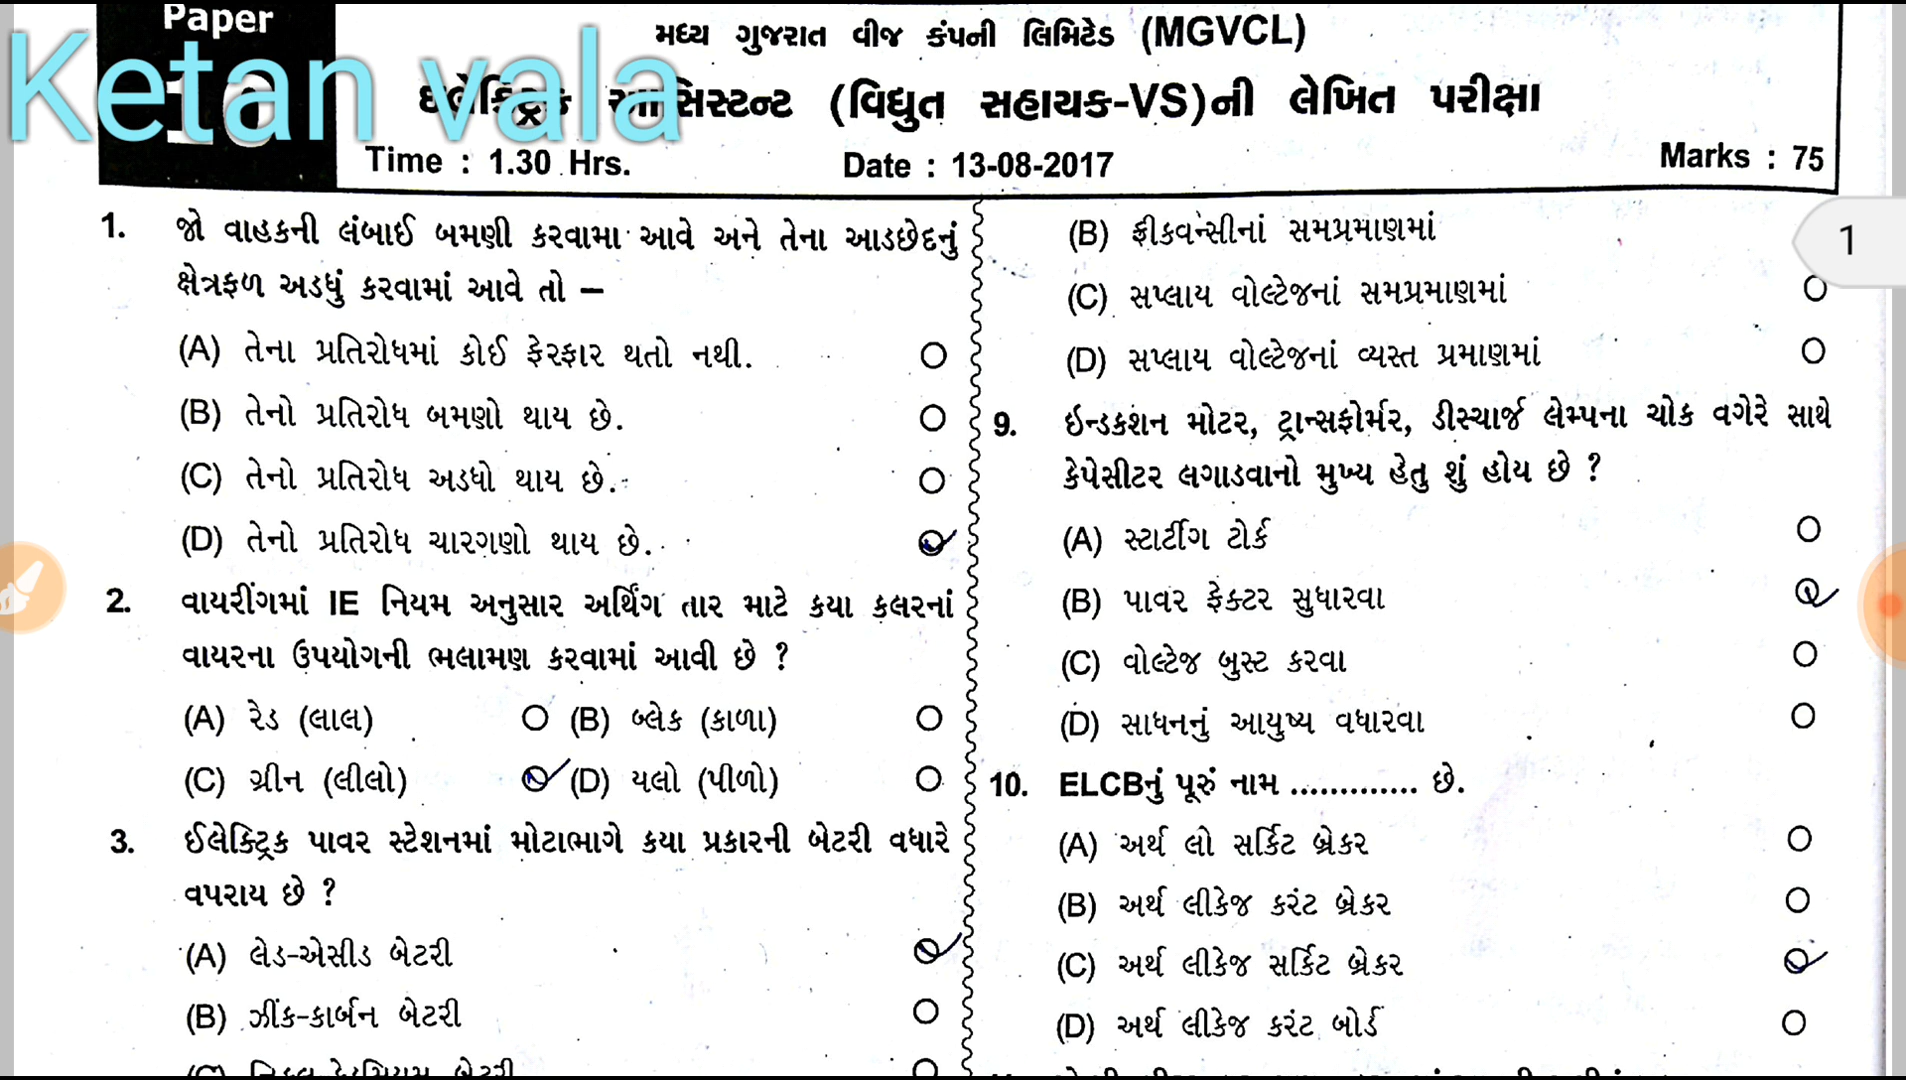 Paper
Ketan vala
મધ્ય ગુજરાત વીજ કંપની લિમિટેડ (MGVCL)
ઇલેક્ટ્રિક આસિસ્ટન્ટ (વિદ્યુત સહાયક-VS)ની લેખિત પરીક્ષા
Time : 1.30 Hrs.
Date : 13-08-2017
Marks : 75
1
1. જો વાહકની લંબાઈ બમણી કરવામા આવે અને તેના આડછેદનું
ક્ષેત્રફળ અડધું કરવામાં આવે તો –
(A) તેના પ્રતિરોધમાં કોઈ ફેરફાર થતો નથી.
(B) તેનો પ્રતિરોધ બમણો થાય છે.
(C) તેનો પ્રતિરોધ અડધો થાય છે.
(D) તેનો પ્રતિરોધ ચારગણો થાય છે.
2. વાયરીંગમાં IE નિયમ અનુસાર અર્થિંગ તાર માટે કયા કલરનાં
વાયરના ઉપયોગની ભલામણ કરવામાં આવી છે ?
(A) રેડ (લાલ) (B) બ્લેક (કાળા)
(C) ગ્રીન (લીલો) (D) યલો (પીળો)
3. ઈલેક્ટ્રિક પાવર સ્ટેશનમાં મોટાભાગે કયા પ્રકારની બેટરી વધારે
વપરાય છે ?
(A) લેડ-એસીડ બેટરી
(B) ઝીંક-કાર્બન બેટરી
(B) ફ્રીકવન્સીનાં સમપ્રમાણમાં
(C) સપ્લાય વોલ્ટેજનાં સમપ્રમાણમાં
(D) સપ્લાય વોલ્ટેજનાં વ્યસ્ત પ્રમાણમાં
9. ઇન્ડકશન મોટર, ટ્રાન્સફોર્મર, ડીસ્ચાર્જ લેમ્પના ચોક વગેરે સાથે
કેપેસીટર લગાડવાનો મુખ્ય હેતુ શું હોય છે ?
(A) સ્ટાર્ટીંગ ટોર્ક
(B) પાવર ફેક્ટર સુધારવા
(C) વોલ્ટેજ બુસ્ટ કરવા
(D) સાધનનું આયુષ્ય વધારવા
10. ELCBનું પૂરું નામ ............. છે.
(A) અર્થ લો સર્કિટ બ્રેકર
(B) અર્થ લીકેજ કરંટ બ્રેકર
(C) અર્થ લીકેજ સર્કિટ બ્રેકર
(D) અર્થ લીકેજ કરંટ બોર્ડ